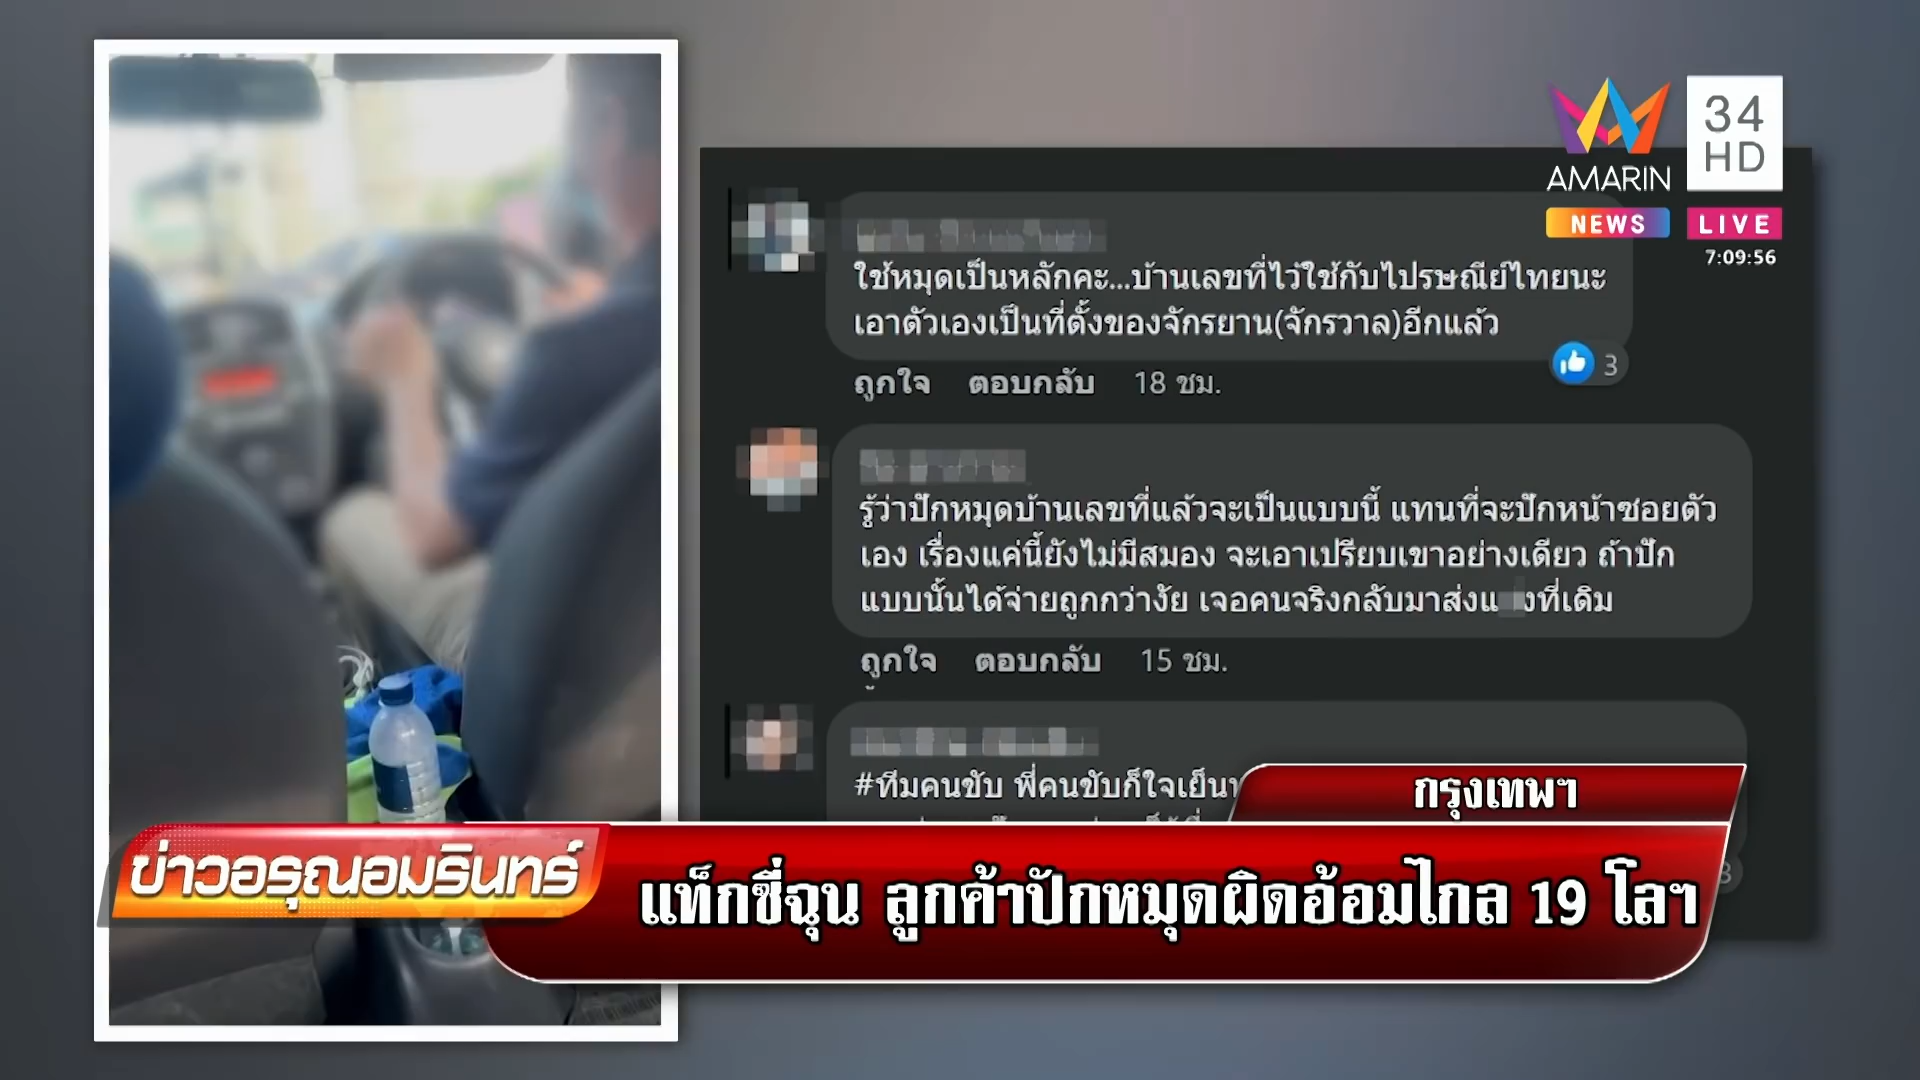 AMARIN
34
HD
NEWS
LIVE
7:09:56
ใช้หมุดเป็นหลักคะ...บ้านเลขที่ไว้ใช้กับไปรษณีย์ไทยนะ
เอาตัวเองเป็นที่ตั้งของจักรยาน(จักรวาล)อีกแล้ว
3
ถูกใจ ตอบกลับ 18 ชม.
รู้ว่าปักหมุดบ้านเลขที่แล้วจะเป็นแบบนี้ แทนที่จะปักหน้าซอยตัว
เอง เรื่องแค่นี้ยังไม่มีสมอง จะเอาเปรียบเขาอย่างเดียว ถ้าปัก
แบบนั้นได้จ่ายถูกกว่างัย เจอคนจริงกลับมาส่งแ งที่เดิม
ถูกใจ ตอบกลับ 15 ชม.
#ทีมคนขับ พี่คนขับก็ใจเย็น
กรุงเทพฯ
ข่าวอรุณอมรินทร์
แท็กซี่ฉุน ลูกค้าปักหมุดผิดอ้อมไกล 19 โลฯ